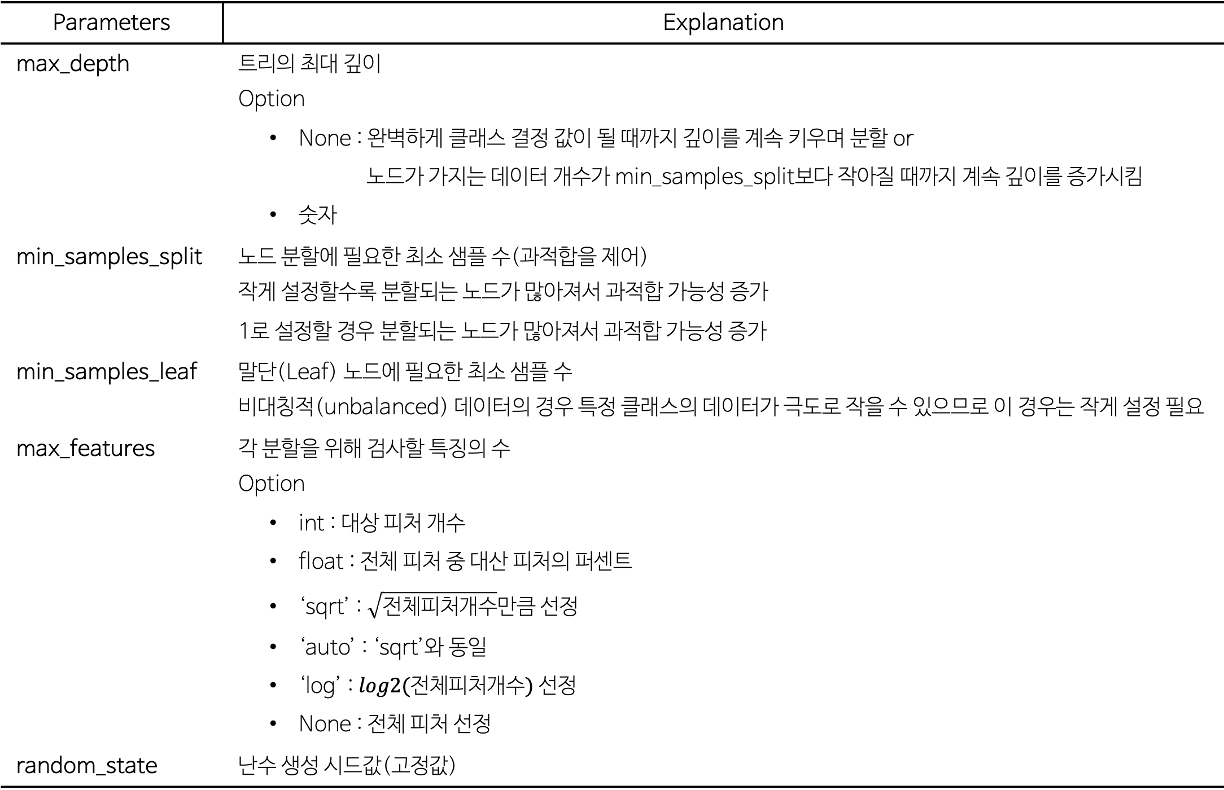 Parameters Explanation
max_depth 트리의 최대 깊이
Option
• None : 완벽하게 클래스 결정 값이 될 때까지 깊이를 계속 키우며 분할 or
노드가 가지는 데이터 개수가 min_samples_split보다 작아질 때까지 계속 깊이를 증가시킴
• 숫자
min_samples_split 노드 분할에 필요한 최소 샘플 수(과적합을 제어)
작게 설정할수록 분할되는 노드가 많아져서 과적합 가능성 증가
1로 설정할 경우 분할되는 노드가 많아져서 과적합 가능성 증가
min_samples_leaf 말단(Leaf) 노드에 필요한 최소 샘플 수
비대칭적(unbalanced) 데이터의 경우 특정 클래스의 데이터가 극도로 작을 수 있으므로 이 경우는 작게 설정 필요
max_features 각 분할을 위해 검사할 특징의 수
Option
• int : 대상 피처 개수
• float : 전체 피처 중 대산 피처의 퍼센트
• ‘sqrt’ : √전체피처개수만큼 선정
• ‘auto’ : ‘sqrt’와 동일
• ‘log’ : log2(전체피처개수) 선정
• None : 전체 피처 선정
random_state 난수 생성 시드값(고정값)